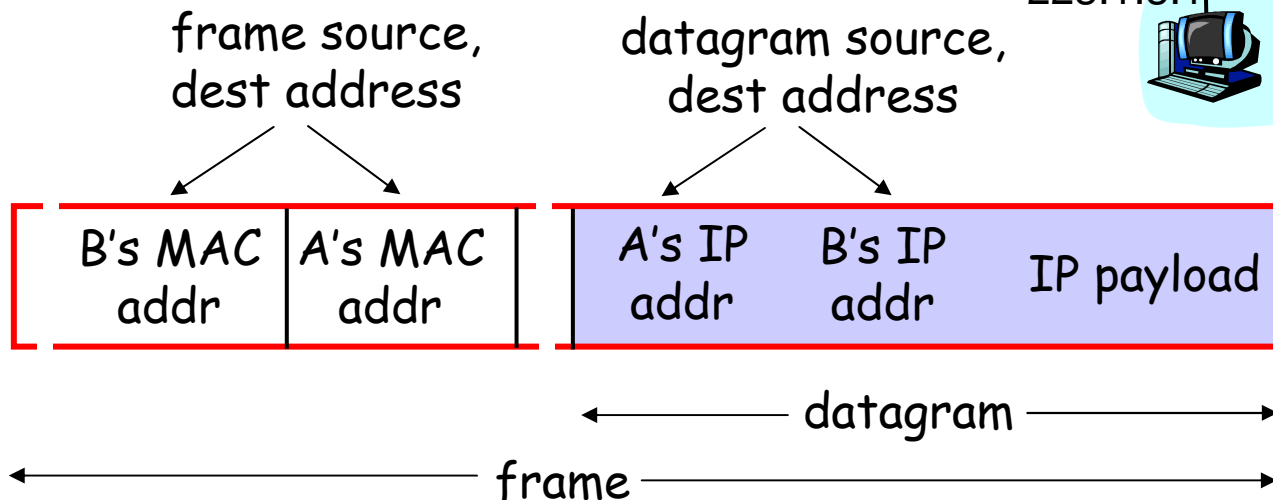 frame source,
dest address
datagram source,
dest address
B's MAC
addr
A's MAC
addr
A's IP
addr
B's IP
addr
IP payload
datagram
frame